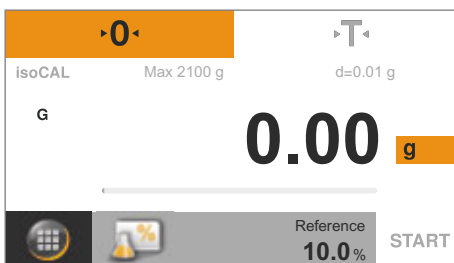 ▸0◂ ▸T◂
isoCAL Max 2100 g d=0.01 g
G
0.00 g
%
Reference
10.0 % START